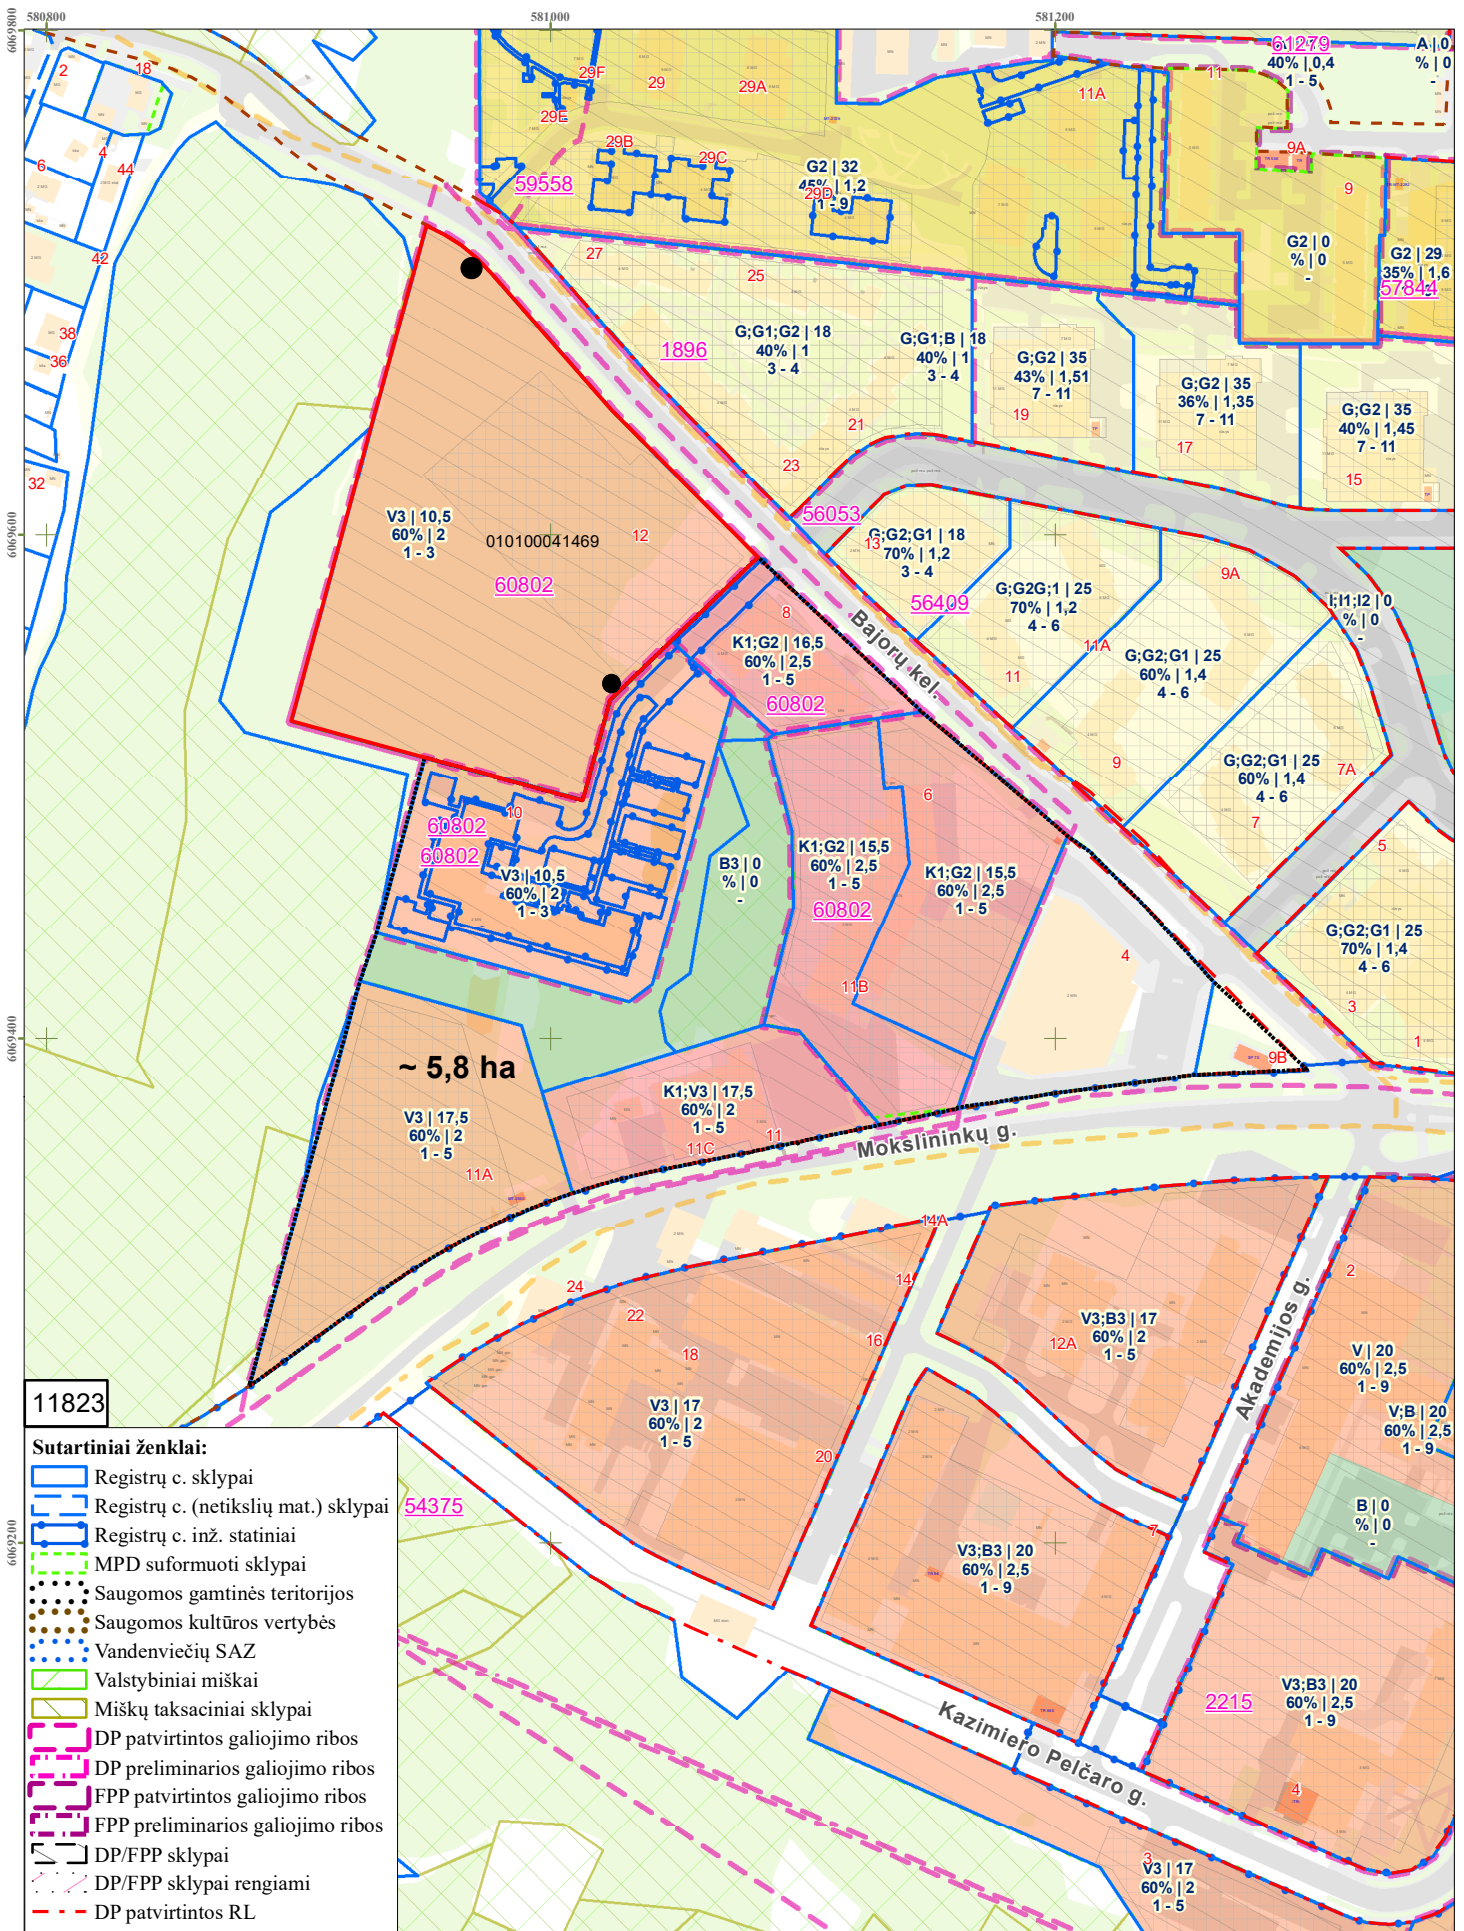 580800
581000
581200
6069800
6069600
6069400
6069200
2
18
6
4
44
42
38
36
32
29F
29
29A
29E
29B
29C
59558
G2 | 32
45% | 1,2
1 - 9
29D
11A
11
61279
40% | 0,4
1 - 5
A | 0
% | 0
-
9A
9
G2 | 0
% | 0
-
G2 | 29
35% | 1,6
57844
27
25
1896
G;G1;G2 | 18
40% | 1
3 - 4
G;G1;B | 18
40% | 1
3 - 4
G;G2 | 35
43% | 1,51
7 - 11
19
G;G2 | 35
36% | 1,35
7 - 11
17
G;G2 | 35
40% | 1,45
7 - 11
15
21
23
V3 | 10,5
60% | 2
1 - 3
010100041469
12
60802
56053
13
G;G2;G1 | 18
70% | 1,2
3 - 4
56409
G;G2G;1 | 25
70% | 1,2
4 - 6
9A
11A
11
G;G2;G1 | 25
60% | 1,4
4 - 6
I;I1;I2 | 0
% | 0
-
8
K1;G2 | 16,5
60% | 2,5
1 - 5
60802
Bajorų kel.
9
G;G2;G1 | 25
60% | 1,4
4 - 6
7A
7
6
10
60802
60802
V3 | 10,5
60% | 2
1 - 3
B3 | 0
% | 0
-
K1;G2 | 15,5
60% | 2,5
1 - 5
60802
K1;G2 | 15,5
60% | 2,5
1 - 5
5
G;G2;G1 | 25
70% | 1,4
4 - 6
4
11B
3
1
9B
~ 5,8 ha
V3 | 17,5
60% | 2
1 - 5
11A
K1;V3 | 17,5
60% | 2
1 - 5
11C
11
Mokslininkų g.
14A
14
24
22
18
16
V3 | 17
60% | 2
1 - 5
20
V3;B3 | 17
60% | 2
1 - 5
12A
Akademijos g.
2
V | 20
60% | 2,5
1 - 9
V;B | 20
60% | 2,5
1 - 9
B | 0
% | 0
-
7
V3;B3 | 20
60% | 2,5
1 - 9
54375
Kazimiero Pelčaro g.
2215
V3;B3 | 20
60% | 2,5
1 - 9
4
3
V3 | 17
60% | 2
1 - 5
11823
Sutartiniai ženklai:
Registrų c. sklypai
Registrų c. (netikslių mat.) sklypai
Registrų c. inž. statiniai
MPD suformuoti sklypai
Saugomos gamtinės teritorijos
Saugomos kultūros vertybės
Vandenviečių SAZ
Valstybiniai miškai
Miškų taksaciniai sklypai
DP patvirtintos galiojimo ribos
DP preliminarios galiojimo ribos
FPP patvirtintos galiojimo ribos
FPP preliminarios galiojimo ribos
DP/FPP sklypai
DP/FPP sklypai rengiami
DP patvirtintos RL